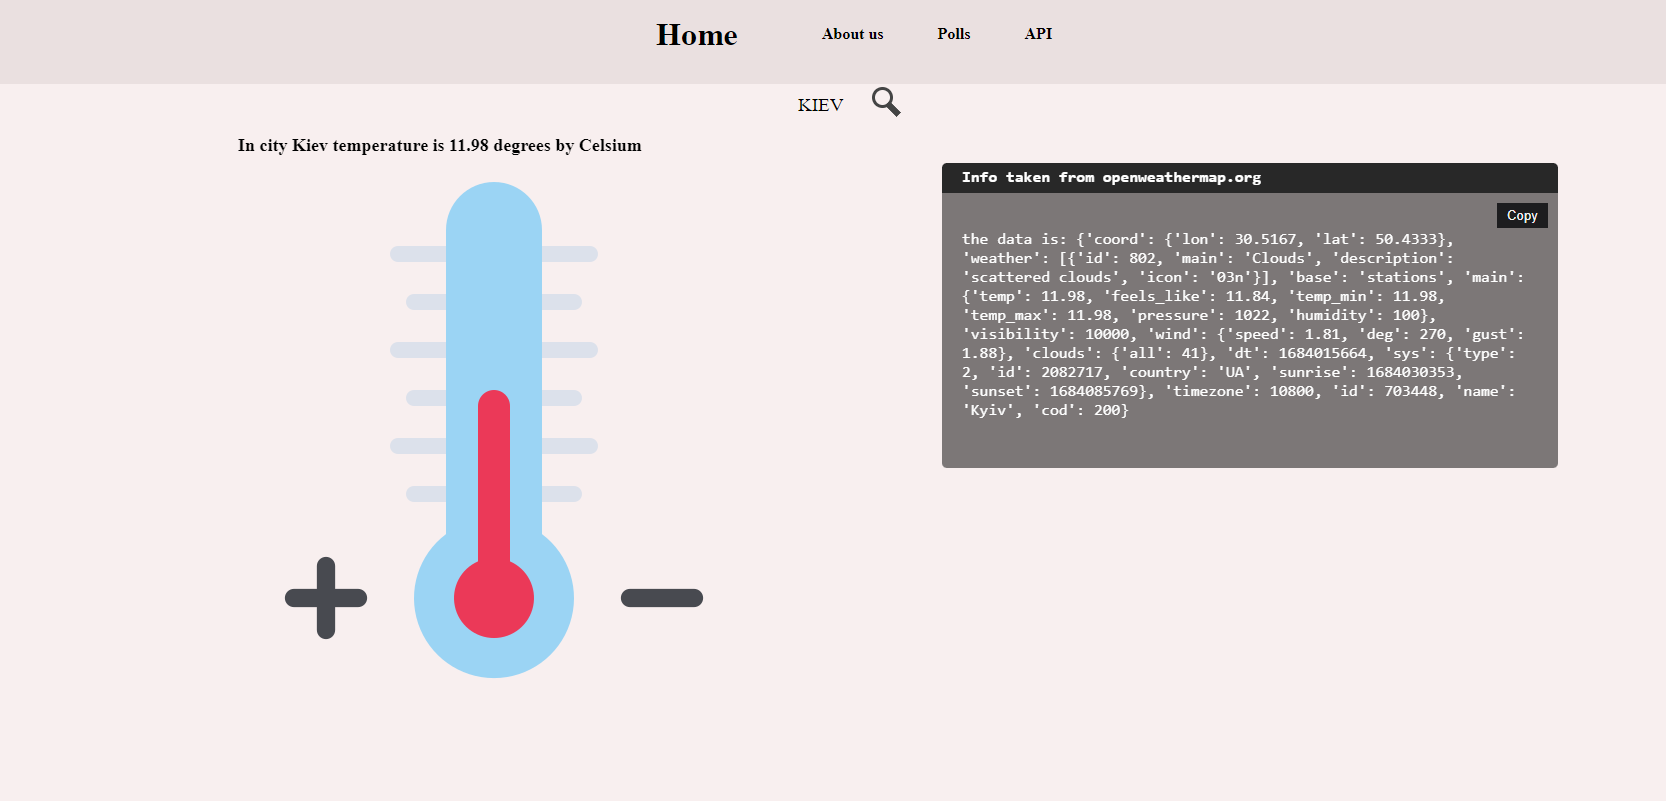 Home About us Polls API
KIEV
In city Kiev temperature is 11.98 degrees by Celsium
Info taken from openweathermap.org
Copy
the data is: {'coord': {'lon': 30.5167, 'lat': 50.4333},
'weather': [{'id': 802, 'main': 'Clouds', 'description':
'scattered clouds', 'icon': '03n'}], 'base': 'stations', 'main':
{'temp': 11.98, 'feels_like': 11.84, 'temp_min': 11.98,
'temp_max': 11.98, 'pressure': 1022, 'humidity': 100},
'visibility': 10000, 'wind': {'speed': 1.81, 'deg': 270, 'gust':
1.88}, 'clouds': {'all': 41}, 'dt': 1684015664, 'sys': {'type':
2, 'id': 2082717, 'country': 'UA', 'sunrise': 1684030353,
'sunset': 1684085769}, 'timezone': 10800, 'id': 703448, 'name':
'Kyiv', 'cod': 200}